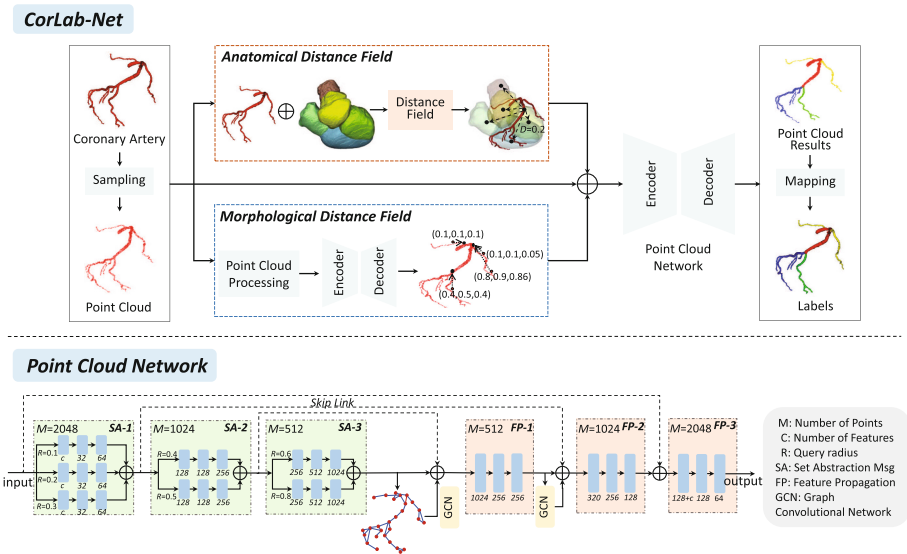 CorLab-Net
Coronary Artery
Sampling
Point Cloud
Anatomical Distance Field
Distance
Field
D=0.2
Morphological Distance Field
Point Cloud
Processing
Encoder
Decoder
(0.1,0.1,0.1)
(0.1,0.1,0.05)
(0.8,0.9,0.86)
(0.4,0.5,0.4)
Encoder
Decoder
Point Cloud
Network
Point Cloud
Results
Mapping
Labels
Point Cloud Network
Skip Link
input
M=2048 SA-1
R=0.1
c 32 64
R=0.2
c 32 64
R=0.3
c 32 64
M=1024 SA-2
R=0.4
128 128 256
R=0.5
128 128 256
M=512 SA-3
R=0.6
256 512 1024
R=0.8
256 512 1024
GCN
M=512 FP-1
1024 256 256
GCN
M=1024 FP-2
320 256 128
M=2048 FP-3
128+c 128 64
output
M: Number of Points
C: Number of Features
R: Query radius
SA: Set Abstraction Msg
FP: Feature Propagation
GCN: Graph
Convolutional Network